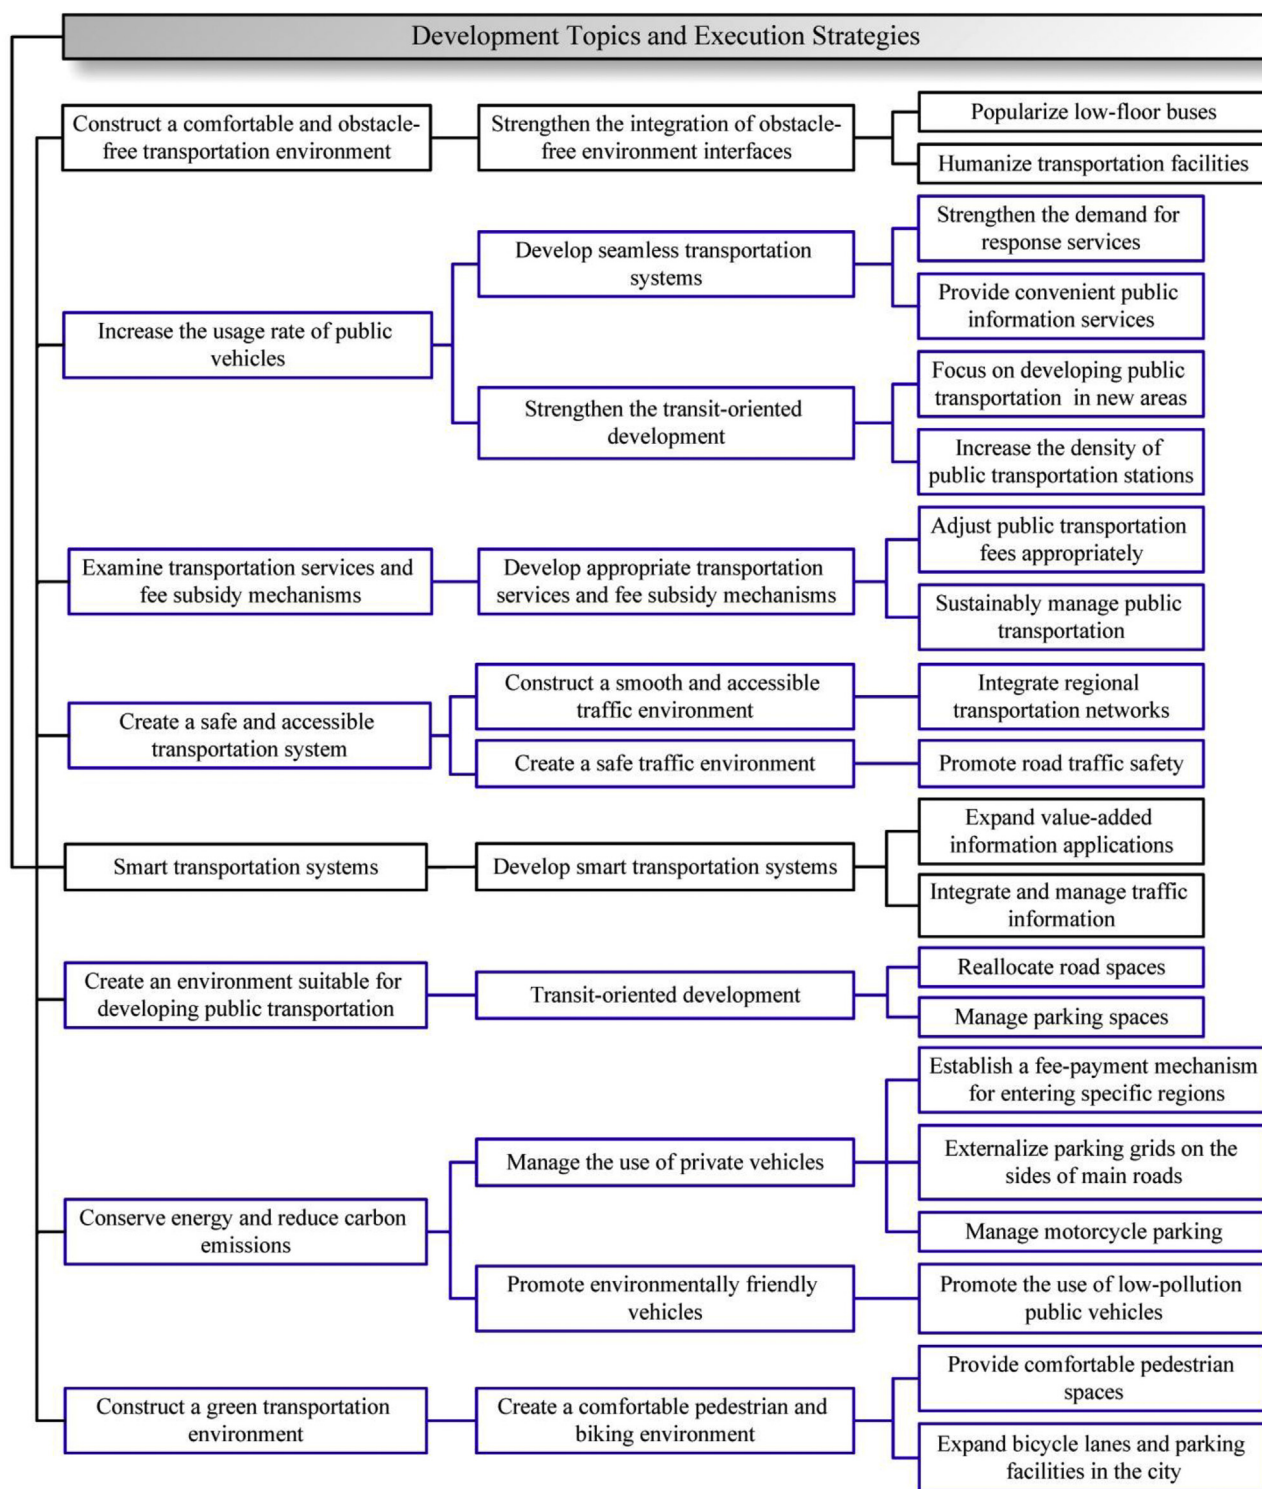 Development Topics and Execution Strategies
Construct a comfortable and obstacle-
free transportation environment
Strengthen the integration of obstacle-
free environment interfaces
Popularize low-floor buses
Humanize transportation facilities
Increase the usage rate of public
vehicles
Develop seamless transportation
systems
Strengthen the demand for
response services
Provide convenient public
information services
Strengthen the transit-oriented
development
Focus on developing public
transportation in new areas
Increase the density of
public transportation stations
Examine transportation services and
fee subsidy mechanisms
Develop appropriate transportation
services and fee subsidy mechanisms
Adjust public transportation
fees appropriately
Sustainably manage public
transportation
Create a safe and accessible
transportation system
Construct a smooth and accessible
traffic environment
Integrate regional
transportation networks
Create a safe traffic environment
Promote road traffic safety
Smart transportation systems
Develop smart transportation systems
Expand value-added
information applications
Integrate and manage traffic
information
Create an environment suitable for
developing public transportation
Transit-oriented development
Reallocate road spaces
Manage parking spaces
Conserve energy and reduce carbon
emissions
Manage the use of private vehicles
Establish a fee-payment mechanism
for entering specific regions
Externalize parking grids on the
sides of main roads
Manage motorcycle parking
Promote environmentally friendly
vehicles
Promote the use of low-pollution
public vehicles
Construct a green transportation
environment
Create a comfortable pedestrian and
biking environment
Provide comfortable pedestrian
spaces
Expand bicycle lanes and parking
facilities in the city